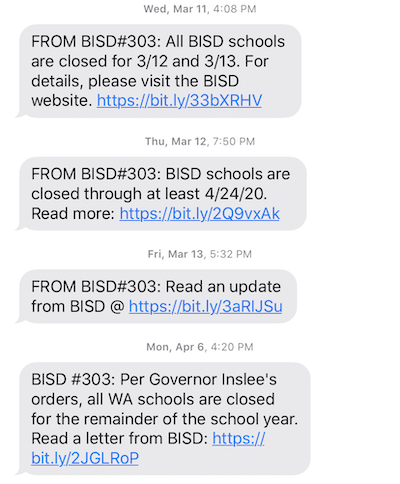 Wed, Mar 11, 4:08 PM
FROM BISD#303: All BISD schools
are closed for 3/12 and 3/13. For
details, please visit the BISD
website. https://bit.ly/33bXRHV
Thu, Mar 12, 7:50 PM
FROM BISD#303: BISD schools are
closed through at least 4/24/20.
Read more: https://bit.ly/2Q9vxAk
Fri, Mar 13, 5:32 PM
FROM BISD#303: Read an update
from BISD @ https://bit.ly/3aRlJSu
Mon, Apr 6, 4:20 PM
BISD #303: Per Governor Inslee's
orders, all WA schools are closed
for the remainder of the school year.
Read a letter from BISD: https://
bit.ly/2JGLRoP